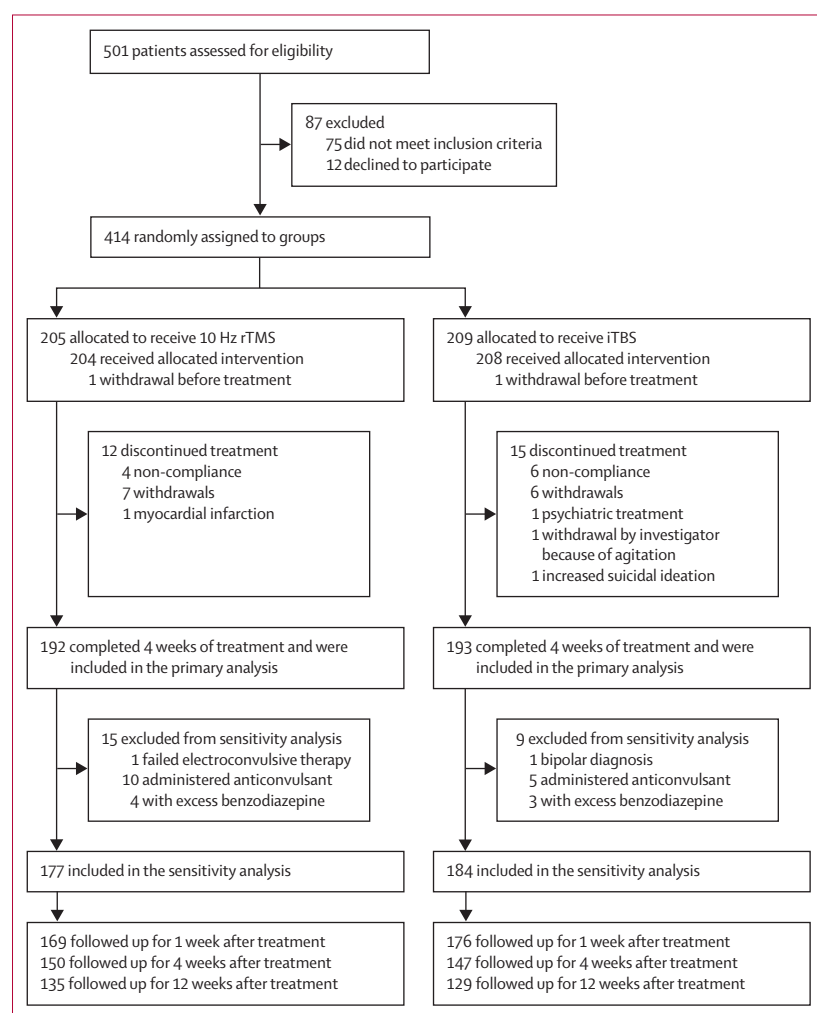 501 patients assessed for eligibility
87 excluded
75 did not meet inclusion criteria
12 declined to participate
414 randomly assigned to groups
205 allocated to receive 10 Hz rTMS
204 received allocated intervention
1 withdrawal before treatment
209 allocated to receive iTBS
208 received allocated intervention
1 withdrawal before treatment
12 discontinued treatment
4 non-compliance
7 withdrawals
1 myocardial infarction
15 discontinued treatment
6 non-compliance
6 withdrawals
1 psychiatric treatment
1 withdrawal by investigator
because of agitation
1 increased suicidal ideation
192 completed 4 weeks of treatment and were
included in the primary analysis
193 completed 4 weeks of treatment and were
included in the primary analysis
15 excluded from sensitivity analysis
1 failed electroconvulsive therapy
10 administered anticonvulsant
4 with excess benzodiazepine
9 excluded from sensitivity analysis
1 bipolar diagnosis
5 administered anticonvulsant
3 with excess benzodiazepine
177 included in the sensitivity analysis
184 included in the sensitivity analysis
169 followed up for 1 week after treatment
150 followed up for 4 weeks after treatment
135 followed up for 12 weeks after treatment
176 followed up for 1 week after treatment
147 followed up for 4 weeks after treatment
129 followed up for 12 weeks after treatment